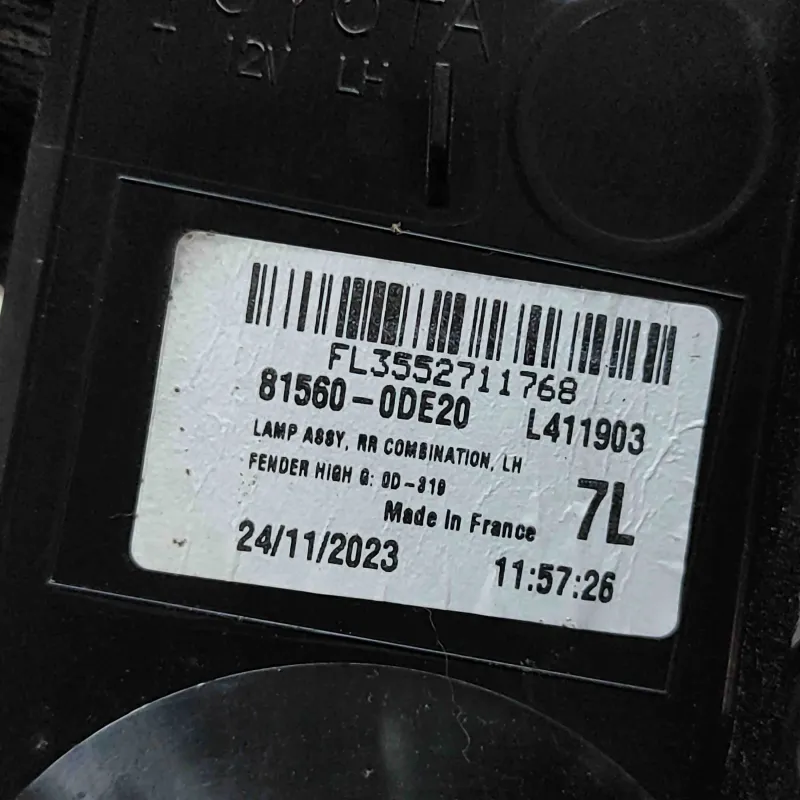 TOYOTA
12V LH
FL3552711768
81560-0DE20 L411903
LAMP ASSY, RR COMBINATION, LH
FENDER HIGH G: 0D-319
Made In France 7L
24/11/2023 11:57:26